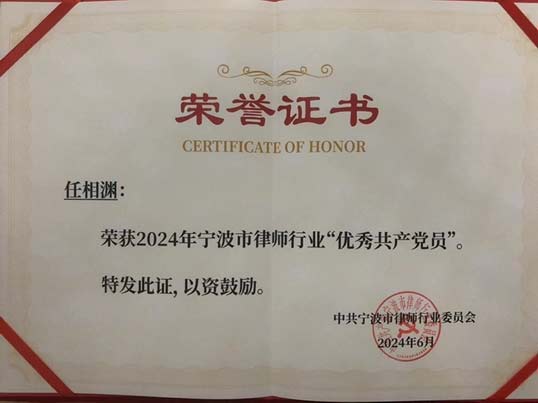 荣誉证书
CERTIFICATE OF HONOR
任相渊：
荣获2024年宁波市律师行业“优秀共产党员”。
特发此证，以资鼓励。
中共宁波市律师行业委员会
2024年6月